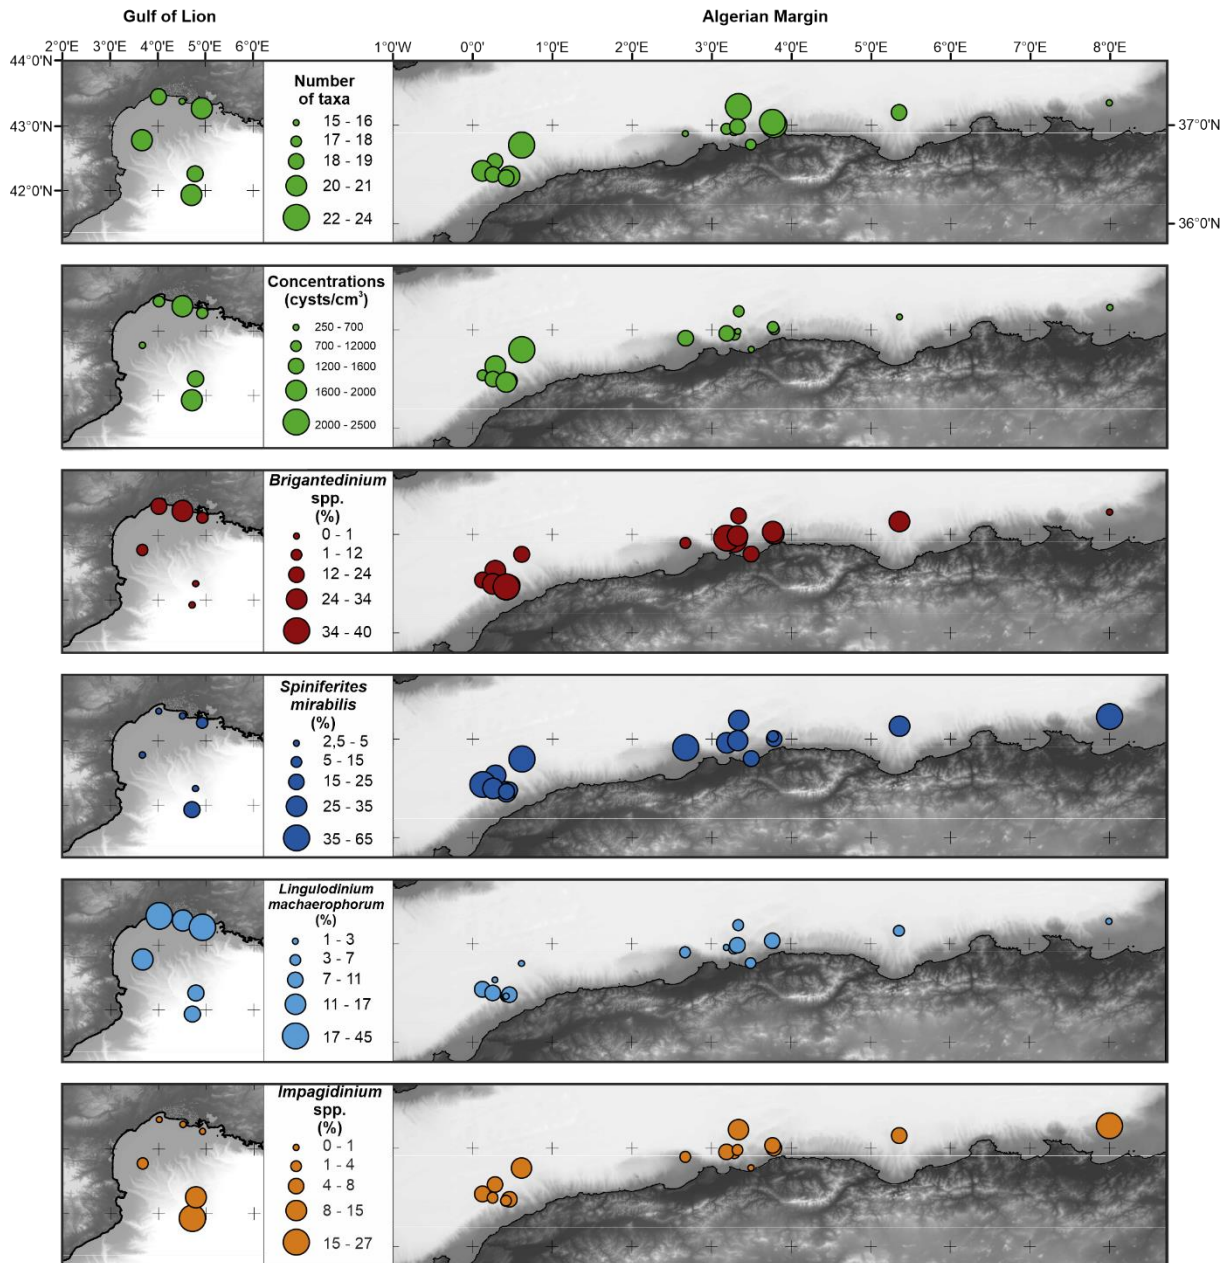 Gulf of Lion
Algerian Margin
2°0'E 3°0'E 4°0'E 5°0'E 6°0'E
1°0'W 0°0' 1°0'E 2°0'E 3°0'E 4°0'E 5°0'E 6°0'E 7°0'E 8°0'E
44°0'N
43°0'N
42°0'N
37°0'N
36°0'N
Number
of taxa
15 - 16
17 - 18
18 - 19
20 - 21
22 - 24
Concentrations
(cysts/cm³)
250 - 700
700 - 12000
1200 - 1600
1600 - 2000
2000 - 2500
Brigantedinium
spp.
(%)
0 - 1
1 - 12
12 - 24
24 - 34
34 - 40
Spiniferites
mirabilis
(%)
2,5 - 5
5 - 15
15 - 25
25 - 35
35 - 65
Lingulodinium
machaerophorum
(%)
1 - 3
3 - 7
7 - 11
11 - 17
17 - 45
Impagidinium
spp.
(%)
0 - 1
1 - 4
4 - 8
8 - 15
15 - 27